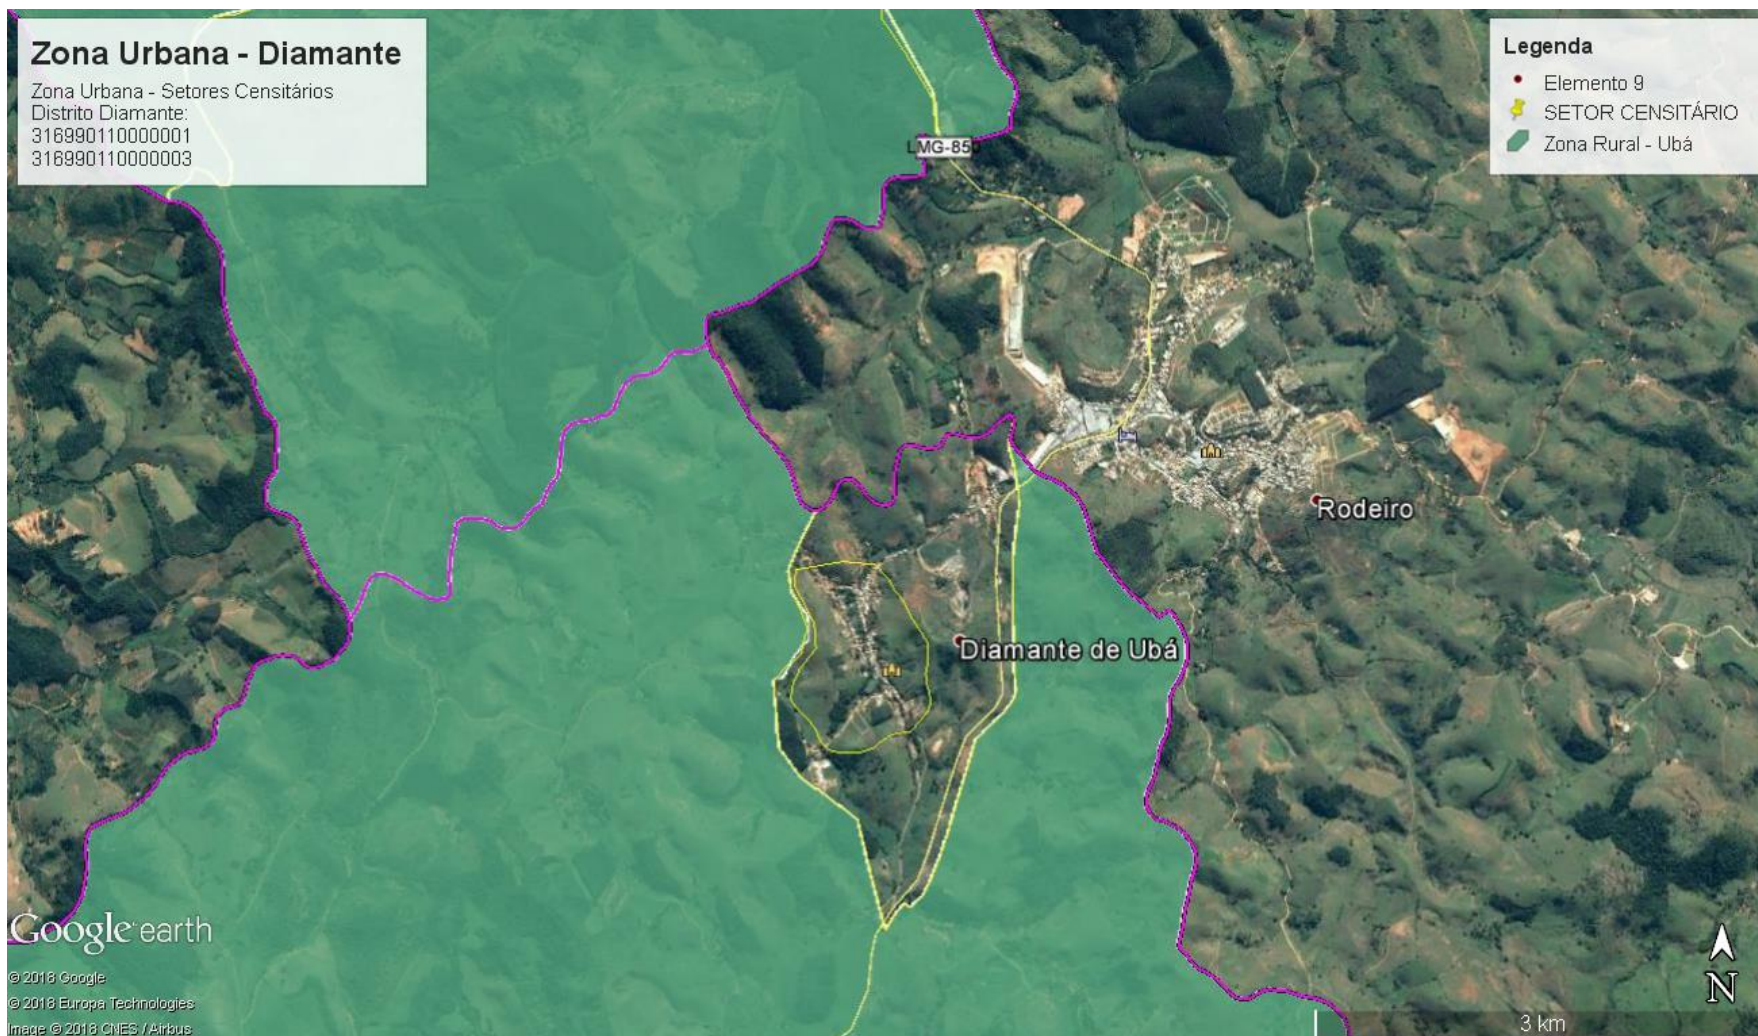 Zona Urbana - Diamante
Zona Urbana - Setores Censitários
Distrito Diamante:
316990110000001
316990110000003
Legenda
Elemento 9
SETOR CENSITÁRIO
Zona Rural - Ubá
LMG-850
Rodeiro
Diamante de Ubá
Google earth
© 2018 Google
© 2018 Europa Technologies
Image © 2018 CNES / Airbus
N
3 km